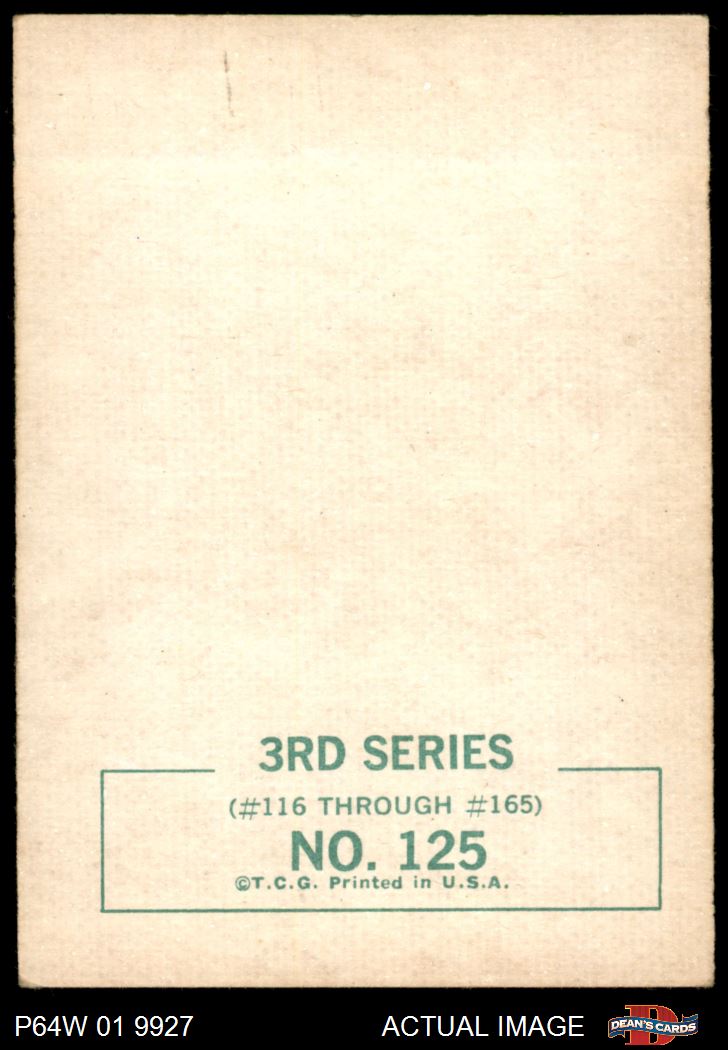 3RD SERIES
(#116 THROUGH #165)
NO. 125
©T.C.G. Printed in U.S.A.
P64W 01 9927
ACTUAL IMAGE
DEAN'S CARDS